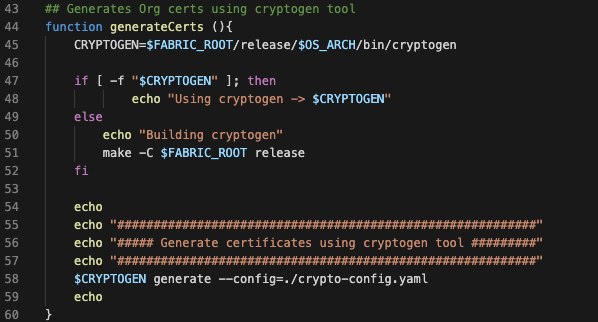 43 ## Generates Org certs using cryptogen tool
44 function generateCerts (){
45     CRYPTOGEN=$FABRIC_ROOT/release/$OS_ARCH/bin/cryptogen
46
47     if [ -f "$CRYPTOGEN" ]; then
48             echo "Using cryptogen -> $CRYPTOGEN"
49     else
50         echo "Building cryptogen"
51         make -C $FABRIC_ROOT release
52     fi
53
54     echo
55     echo "##########################################################"
56     echo "##### Generate certificates using cryptogen tool #########"
57     echo "##########################################################"
58     $CRYPTOGEN generate --config=./crypto-config.yaml
59     echo
60 }